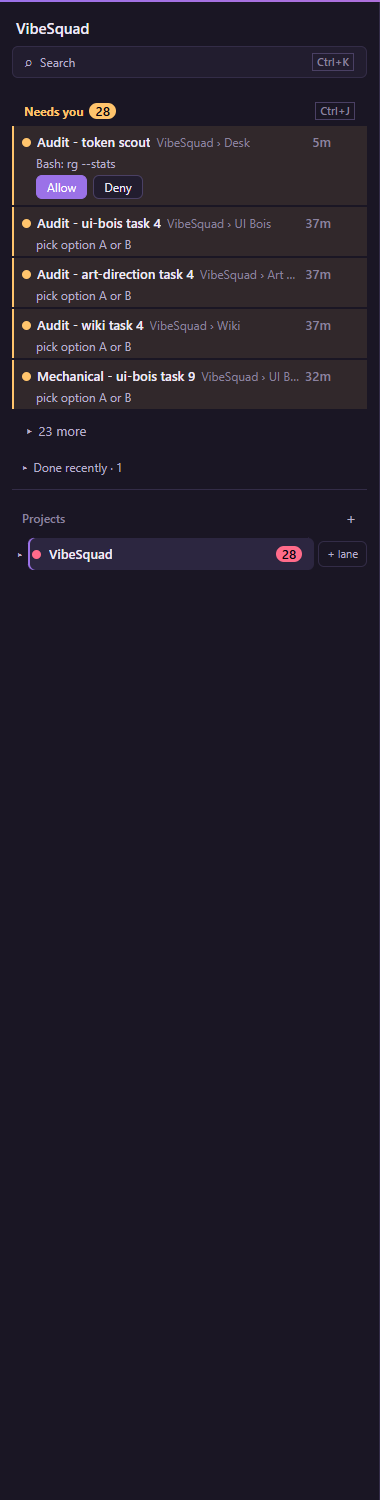 VibeSquad
Search Ctrl+K
Needs you 28 Ctrl+J
Audit - token scout VibeSquad › Desk 5m
Bash: rg --stats
Allow Deny
Audit - ui-bois task 4 VibeSquad › UI Bois 37m
pick option A or B
Audit - art-direction task 4 VibeSquad › Art ... 37m
pick option A or B
Audit - wiki task 4 VibeSquad › Wiki 37m
pick option A or B
Mechanical - ui-bois task 9 VibeSquad › UI B... 32m
pick option A or B
▸ 23 more
▸ Done recently · 1
Projects +
▸ VibeSquad 28 + lane